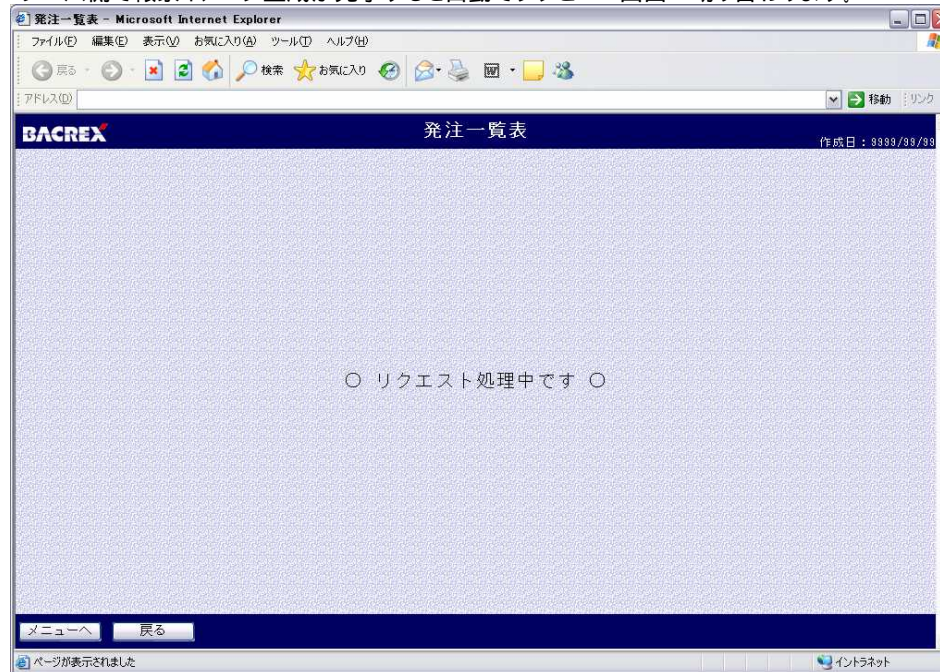 発注一覧表 - Microsoft Internet Explorer
ファイル(F) 編集(E) 表示(V) お気に入り(A) ツール(T) ヘルプ(H)
戻る 検索 お気に入り
アドレス(D) 移動 リンク
BACREX 発注一覧表 作成日:9999/99/99
○ リクエスト処理中です ○
メニューへ 戻る
ページが表示されました イントラネット